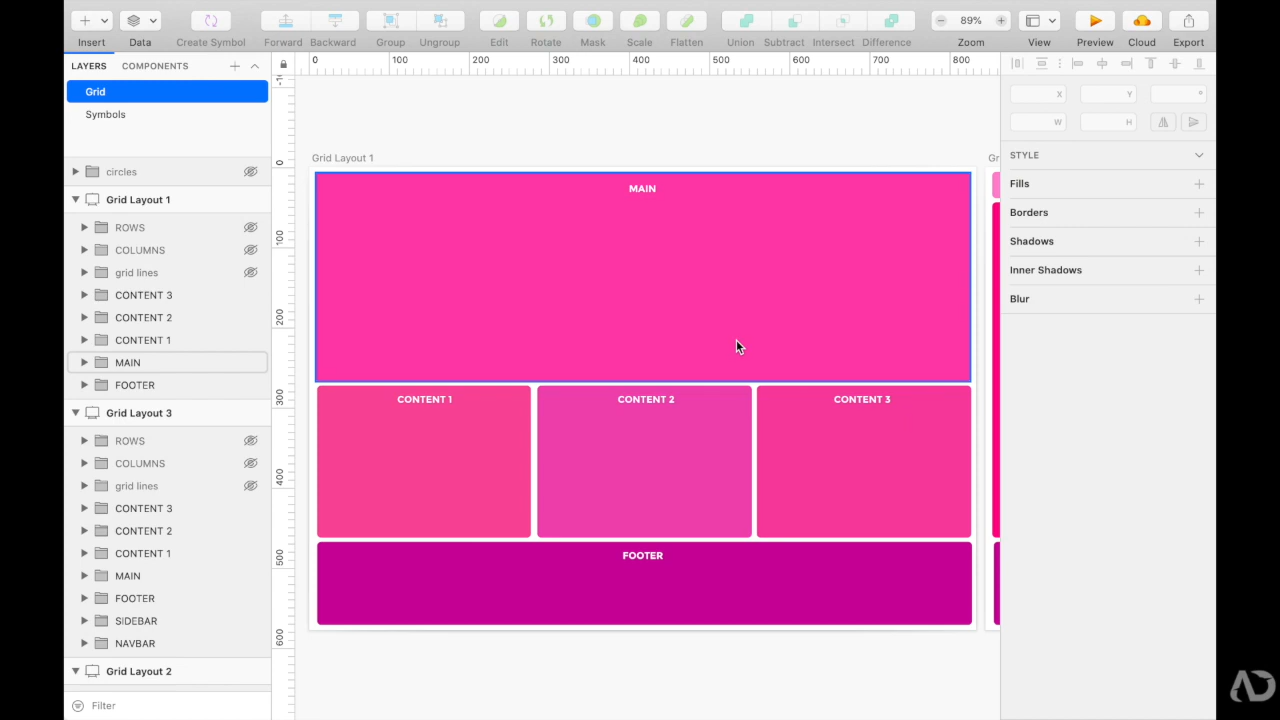 Insert
Data
Create Symbol
Forward
Backward
Group
Ungroup
Edit
Rotate
Mask
Scale
Flatten
Union
Subtract
Intersect
Difference
89%
Zoom
View
Preview
Cloud
Export
LAYERS
COMPONENTS
Grid
Symbols
circles
Grid Layout 1
ROWS
COLUMNS
grid lines
CONTENT 3
CONTENT 2
CONTENT 1
MAIN
FOOTER
Grid Layout 3
ROWS
COLUMNS
grid lines
CONTENT 3
CONTENT 2
CONTENT 1
MAIN
FOOTER
SIDEBAR
NAVBAR
Grid Layout 2
Filter
0 100 200 300 400 500 600 700 800
0
100
200
300
400
500
600
Grid Layout 1
Gr
MAIN
CONTENT 1
CONTENT 2
CONTENT 3
FOOTER
X
Y
°
W
H
STYLE
Fills
Borders
Shadows
Inner Shadows
Blur